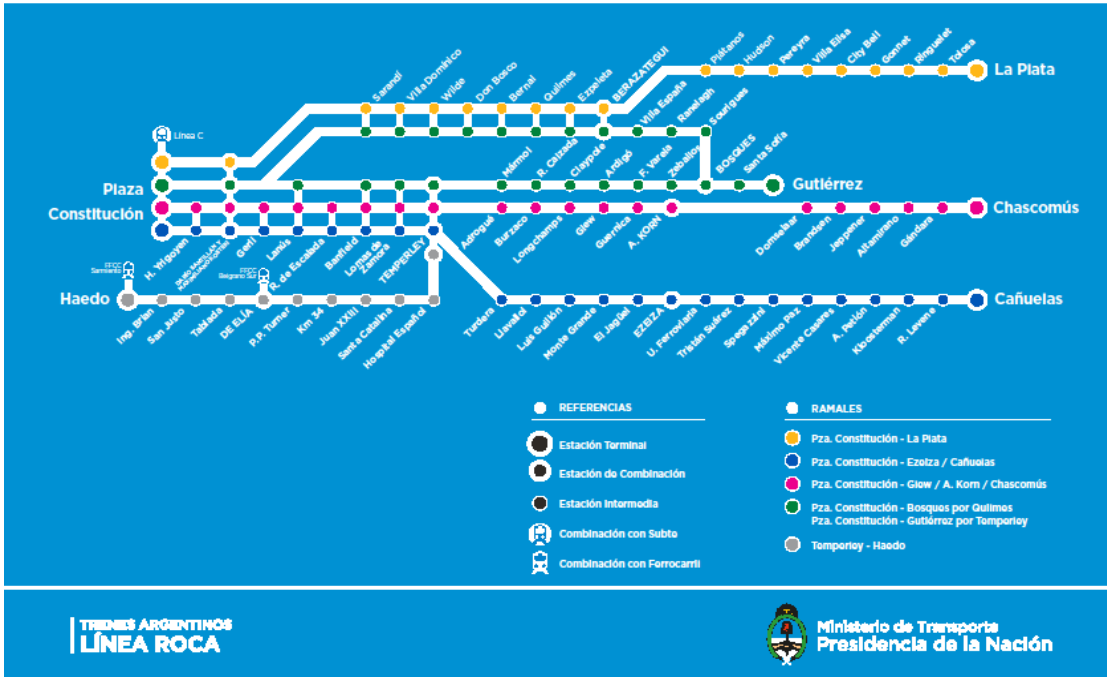 Sarandí
Villa Domínico
Wilde
Don Bosco
Bernal
Quilmes
Ezpeleta
BERAZATEGUI
Plátanos
Hudson
Pereyra
Villa Elisa
City Bell
Gonnet
Ringuelet
Tolosa
La Plata
Villa España
Ranelagh
Sourigues
Línea C
Mármol
R. Calzada
Claypole
Ardigó
F. Varela
Zeballos
BOSQUES
Santa Sofía
Gutiérrez
Plaza
Constitución
Chascomús
H. Yrigoyen
DARÍO SANTILLÁN Y
MAXIMILIANO KOSTEKI
Gerli
Lanús
R. de Escalada
Banfield
Lomas de
Zamora
TEMPERLEY
Adrogué
Burzaco
Longchamps
Glew
Guernica
A. KORN
Domselaar
Brandsen
Jeppener
Altamirano
Gándara
FFCC
Sarmiento
FFCC
Belgrano Sur
Haedo
Ing. Brian
San Justo
Tablada
DE ELÍA
P.P. Turner
Km 34
Juan XXIII
Santa Catalina
Hospital Español
Turdera
Llavallol
Luis Guillón
Monte Grande
El Jagüel
EZEIZA
U. Ferroviaria
Tristán Suárez
Spegazzini
Máximo Paz
Vicente Casares
A. Petión
Kloosterman
R. Levene
Cañuelas
REFERENCIAS
Estación Terminal
Estación de Combinación
Estación Intermedia
Combinación con Subte
Combinación con Ferrocarril
RAMALES
Pza. Constitución - La Plata
Pza. Constitución - Ezeiza / Cañuelas
Pza. Constitución - Glew / A. Korn / Chascomús
Pza. Constitución - Bosques por Quilmes
Pza. Constitución - Gutiérrez por Temperley
Temperley - Haedo
TRENES ARGENTINOS
LÍNEA ROCA
Ministerio de Transporte
Presidencia de la Nación